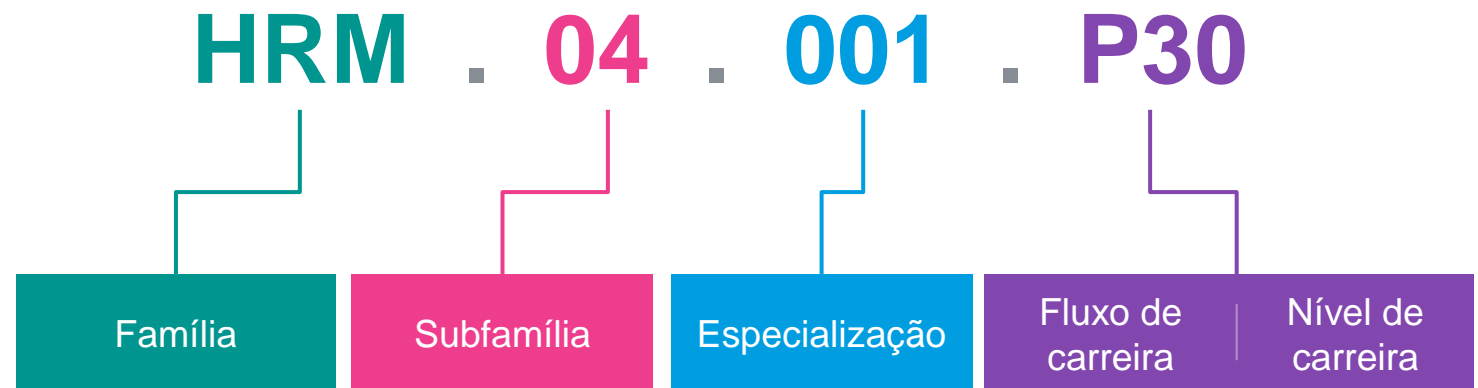 HRM . 04 . 001 . P30
Família
Subfamília
Especialização
Fluxo de
carreira
Nível de
carreira